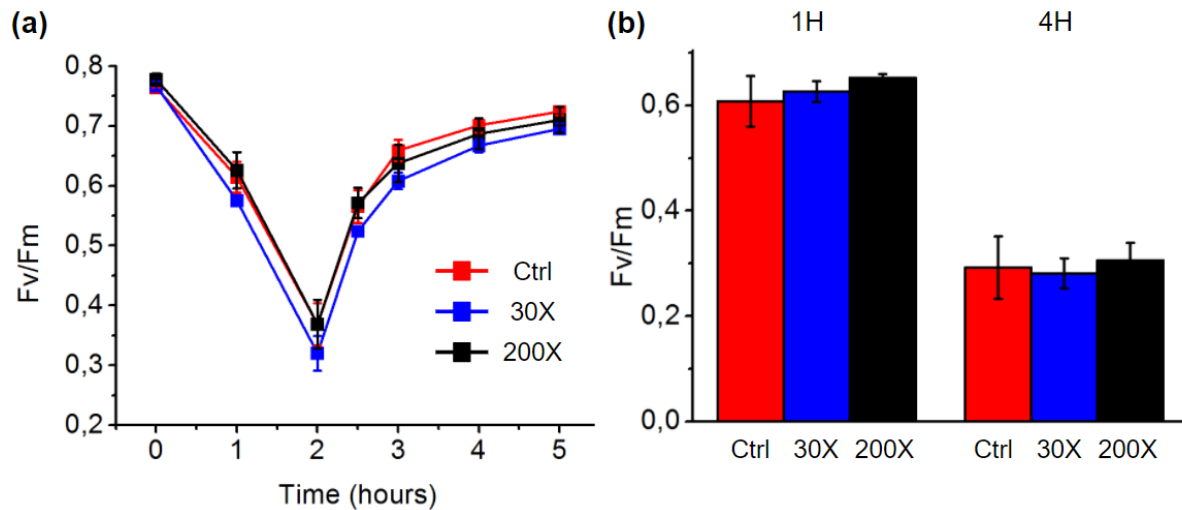 (a)
0,8
0,7
0,6
0,5
0,4
0,3
0,2
Fv/Fm
0 1 2 3 4 5
Time (hours)
Ctrl
30X
200X
(b)
1H 4H
0,6
0,4
0,2
0,0
Fv/Fm
Ctrl 30X 200X Ctrl 30X 200X